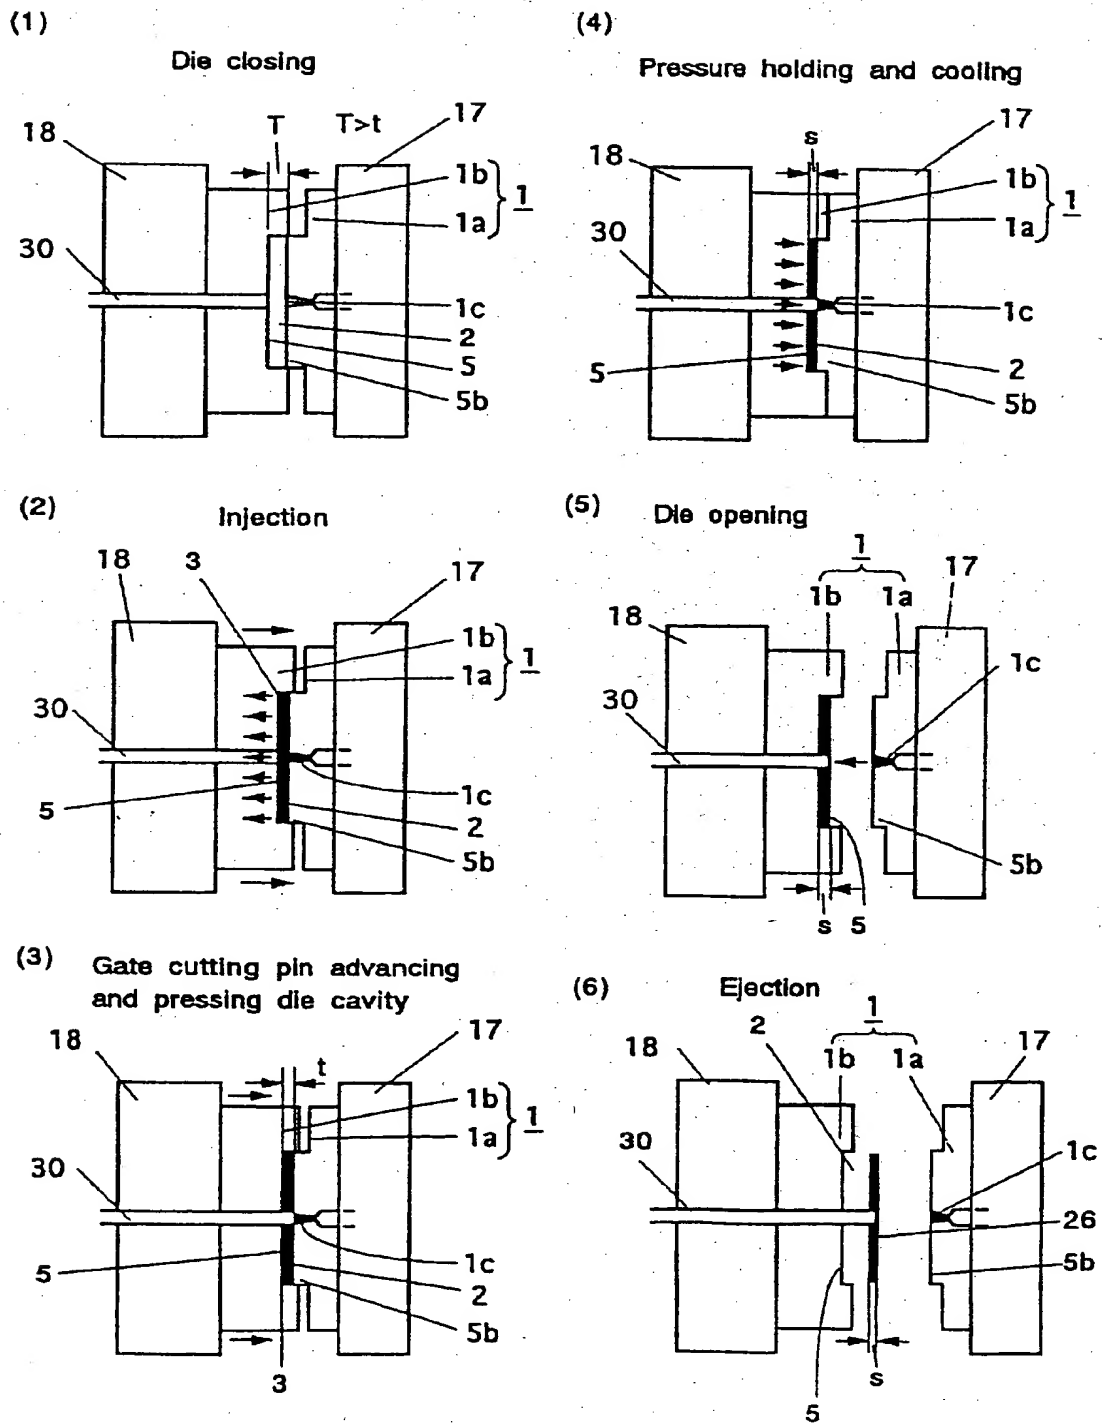 (1)
Die closing
T
T>t
17
18
1b
1
1a
30
1c
2
5
5b
(2)
Injection
18
3
17
1b
1
1a
30
5
1c
2
5b
(3)
Gate cutting pin advancing
and pressing die cavity
18
17
t
1b
1
1a
30
5
1c
2
5b
3
(4)
Pressure holding and cooling
17
s
18
1b
1
1a
30
1c
5
2
5b
(5)
Die opening
1
17
1b
1a
18
1c
30
5b
s
5
(6)
Ejection
1
2
17
18
1b
1a
1c
30
26
5b
s
5